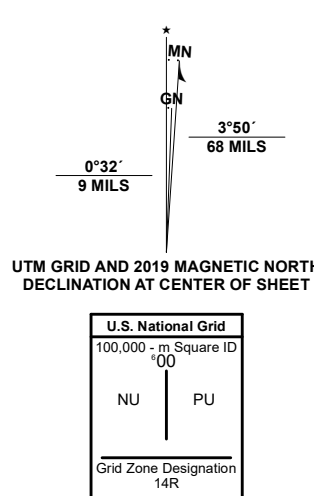 ★
MN
GN
3°50´
68 MILS
0°32´
9 MILS
UTM GRID AND 2019 MAGNETIC NORTH
DECLINATION AT CENTER OF SHEET
U.S. National Grid
100,000 - m Square ID
⁶00
NU PU
Grid Zone Designation
14R